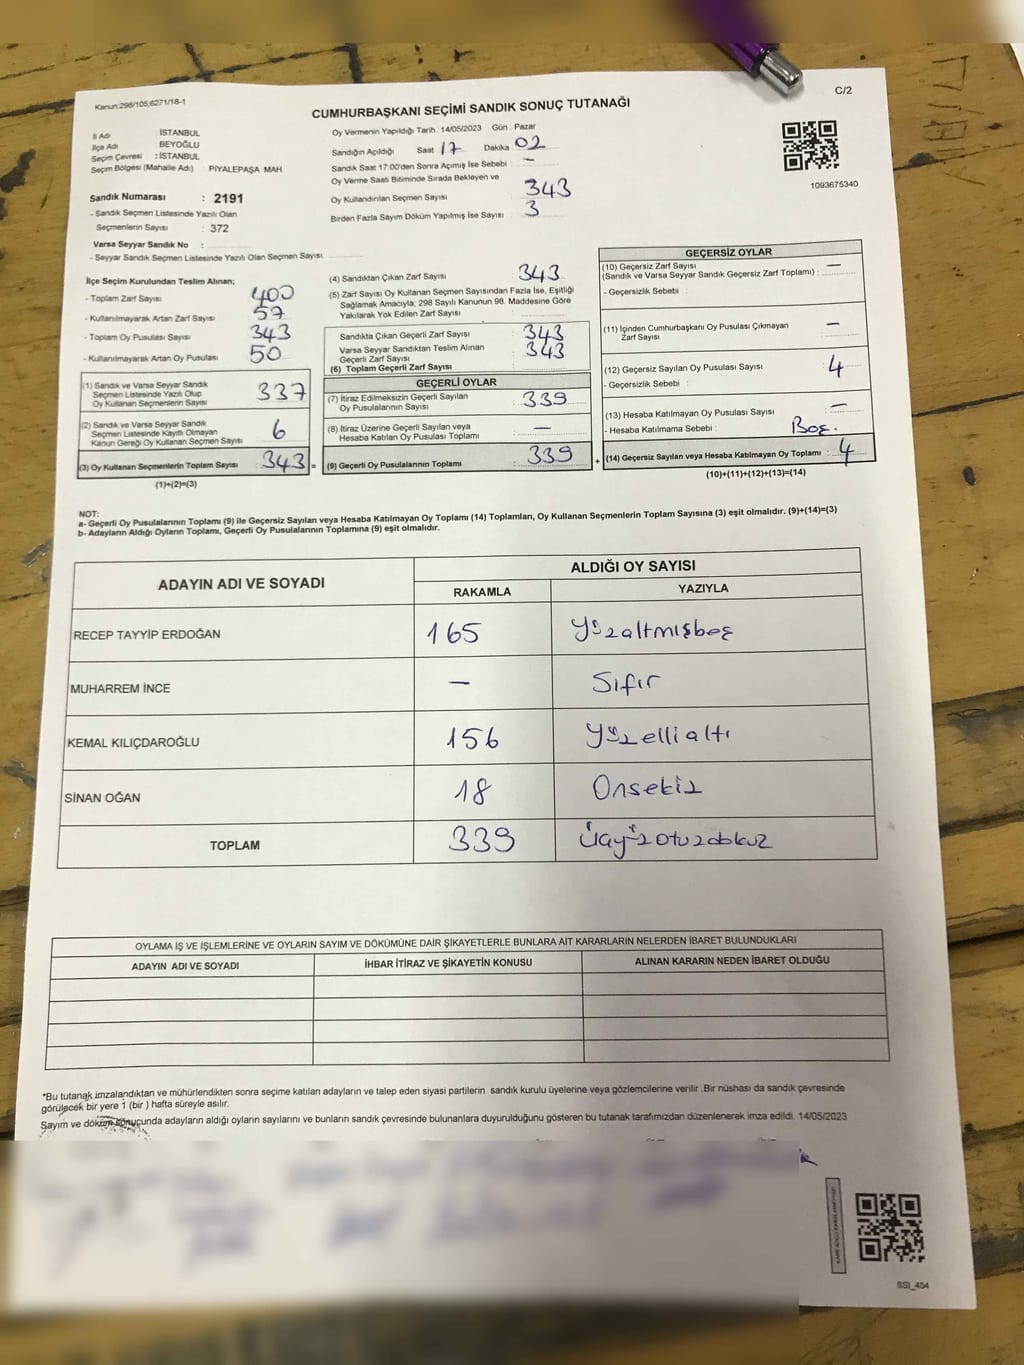 Kanun:298/105;6271/18-1
C/2
CUMHURBAŞKANI SEÇİMİ SANDIK SONUÇ TUTANAĞI
İl Adı İSTANBUL
İlçe Adı BEYOĞLU
Seçim Çevresi : İSTANBUL
Seçim Bölgesi (Mahalle Adı) PİYALEPAŞA MAH
Sandık Numarası : 2191
- Sandık Seçmen Listesinde Yazılı Olan
Seçmenlerin Sayısı : 372
Varsa Seyyar Sandık No :
- Seyyar Sandık Seçmen Listesinde Yazılı Olan Seçmen Sayısı
Oy Vermenin Yapıldığı Tarih :14/05/2023 Gün : Pazar
Sandığın Açıldığı Saat 17 Dakika 02
Sandık Saat 17:00'den Sonra Açımış İse Sebebi : –
Oy Verme Saati Bitiminde Sırada Bekleyen ve
Oy Kullandırılan Seçmen Sayısı : 343
Birden Fazla Sayım Döküm Yapılmış İse Sayısı : 3
1093675340
İlçe Seçim Kurulundan Teslim Alınan;
- Toplam Zarf Sayısı 400
- Kullanılmayarak Artan Zarf Sayısı 57
- Toplam Oy Pusulası Sayısı 343
- Kullanılmayarak Artan Oy Pusulası 50
(1) Sandık ve Varsa Seyyar Sandık
Seçmen Listesinde Yazılı Olup
Oy Kullanan Seçmenlerin Sayısı 337
(2) Sandık ve Varsa Seyyar Sandık
Seçmen Listesinde Kayıtlı Olmayan
Kanun Gereği Oy Kullanan Seçmen Sayısı 6
(3) Oy Kullanan Seçmenlerin Toplam Sayısı 343 =
(1)+(2)=(3)
(4) Sandıktan Çıkan Zarf Sayısı : 343
(5) Zarf Sayısı Oy Kullanan Seçmen Sayısından Fazla İse, Eşitliği
Sağlamak Amacıyla; 298 Sayılı Kanunun 98. Maddesine Göre
Yakılarak Yok Edilen Zarf Sayısı :
Sandıkta Çıkan Geçerli Zarf Sayısı : 343
Varsa Seyyar Sandıktan Teslim Alınan
Geçerli Zarf Sayısı : 343
(6) Toplam Geçerli Zarf Sayısı :
GEÇERLİ OYLAR
(7) İtiraz Edilmeksizin Geçerli Sayılan
Oy Pusulalarının Sayısı : 339
(8) İtiraz Üzerine Geçerli Sayılan veya
Hesaba Katılan Oy Pusulası Toplamı : –
(9) Geçerli Oy Pusulalarının Toplamı : 339 +
GEÇERSİZ OYLAR
(10) Geçersiz Zarf Sayısı –
(Sandık ve Varsa Seyyar Sandık Geçersiz Zarf Toplamı) :
- Geçersizlik Sebebi :
(11) İçinden Cumhurbaşkanı Oy Pusulası Çıkmayan –
Zarf Sayısı :
(12) Geçersiz Sayılan Oy Pusulası Sayısı : 4
- Geçersizlik Sebebi :
(13) Hesaba Katılmayan Oy Pusulası Sayısı : –
- Hesaba Katılmama Sebebi : Boş.
(14) Geçersiz Sayılan veya Hesaba Katılmayan Oy Toplamı : 4
(10)+(11)+(12)+(13)=(14)
NOT:
a- Geçerli Oy Pusulalarının Toplamı (9) ile Geçersiz Sayılan veya Hesaba Katılmayan Oy Toplamı (14) Toplamları, Oy Kullanan Seçmenlerin Toplam Sayısına (3) eşit olmalıdır. (9)+(14)=(3)
b- Adayların Aldığı Oyların Toplamı, Geçerli Oy Pusulalarının Toplamına (9) eşit olmalıdır.
ADAYIN ADI VE SOYADI
ALDIĞI OY SAYISI
RAKAMLA YAZIYLA
RECEP TAYYİP ERDOĞAN 165 Yüzaltmışbeş
MUHARREM İNCE – Sıfır
KEMAL KILIÇDAROĞLU 156 Yüzellialtı
SİNAN OĞAN 18 Onsekiz
TOPLAM 339 Üçyüzotuzdokuz
OYLAMA İŞ VE İŞLEMLERİNE VE OYLARIN SAYIM VE DÖKÜMÜNE DAİR ŞİKAYETLERLE BUNLARA AİT KARARLARIN NELERDEN İBARET BULUNDUKLARI
ADAYIN ADI VE SOYADI İHBAR İTİRAZ VE ŞİKAYETİN KONUSU ALINAN KARARIN NEDEN İBARET OLDUĞU
*Bu tutanak imzalandıktan ve mühürlendikten sonra seçime katılan adayların ve talep eden siyasi partilerin sandık kurulu üyelerine veya gözlemcilerine verilir .Bir nüshası da sandık çevresinde
görülecek bir yere 1 (bir ) hafta süreyle asılır.
Sayım ve döküm sonucunda adayların aldığı oyların sayılarını ve bunların sandık çevresinde bulunanlara duyurulduğunu gösteren bu tutanak tarafımızdan düzenlenerek imza edildi. 14/05/2023
SSI_404